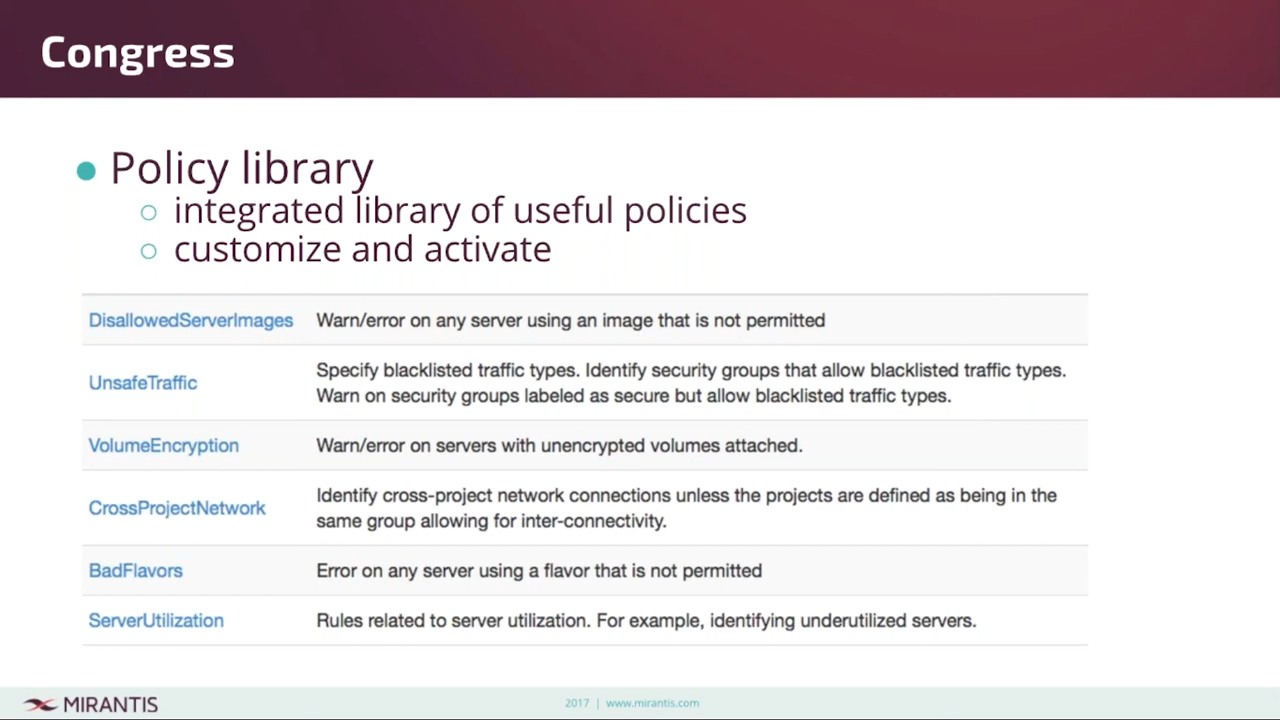 Congress
Policy library
integrated library of useful policies
customize and activate
DisallowedServerImages Warn/error on any server using an image that is not permitted
UnsafeTraffic Specify blacklisted traffic types. Identify security groups that allow blacklisted traffic types.
Warn on security groups labeled as secure but allow blacklisted traffic types.
VolumeEncryption Warn/error on servers with unencrypted volumes attached.
CrossProjectNetwork Identify cross-project network connections unless the projects are defined as being in the
same group allowing for inter-connectivity.
BadFlavors Error on any server using a flavor that is not permitted
ServerUtilization Rules related to server utilization. For example, identifying underutilized servers.
MIRANTIS 2017 | www.mirantis.com